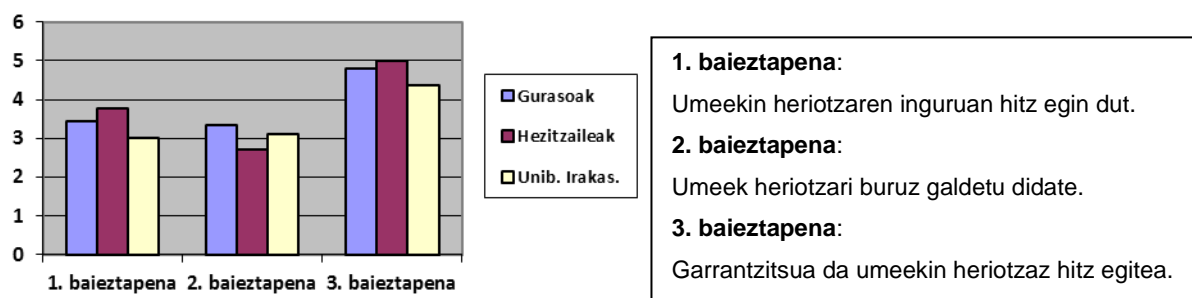 6
5
4
3
2
1
0
1. baieztapena 2. baieztapena 3. baieztapena
Gurasoak
Hezitzaileak
Unib. Irakas.
1. baieztapena:
Umeekin heriotzaren inguruan hitz egin dut.
2. baieztapena:
Umeek heriotzari buruz galdetu didate.
3. baieztapena:
Garrantzitsua da umeekin heriotzaz hitz egitea.